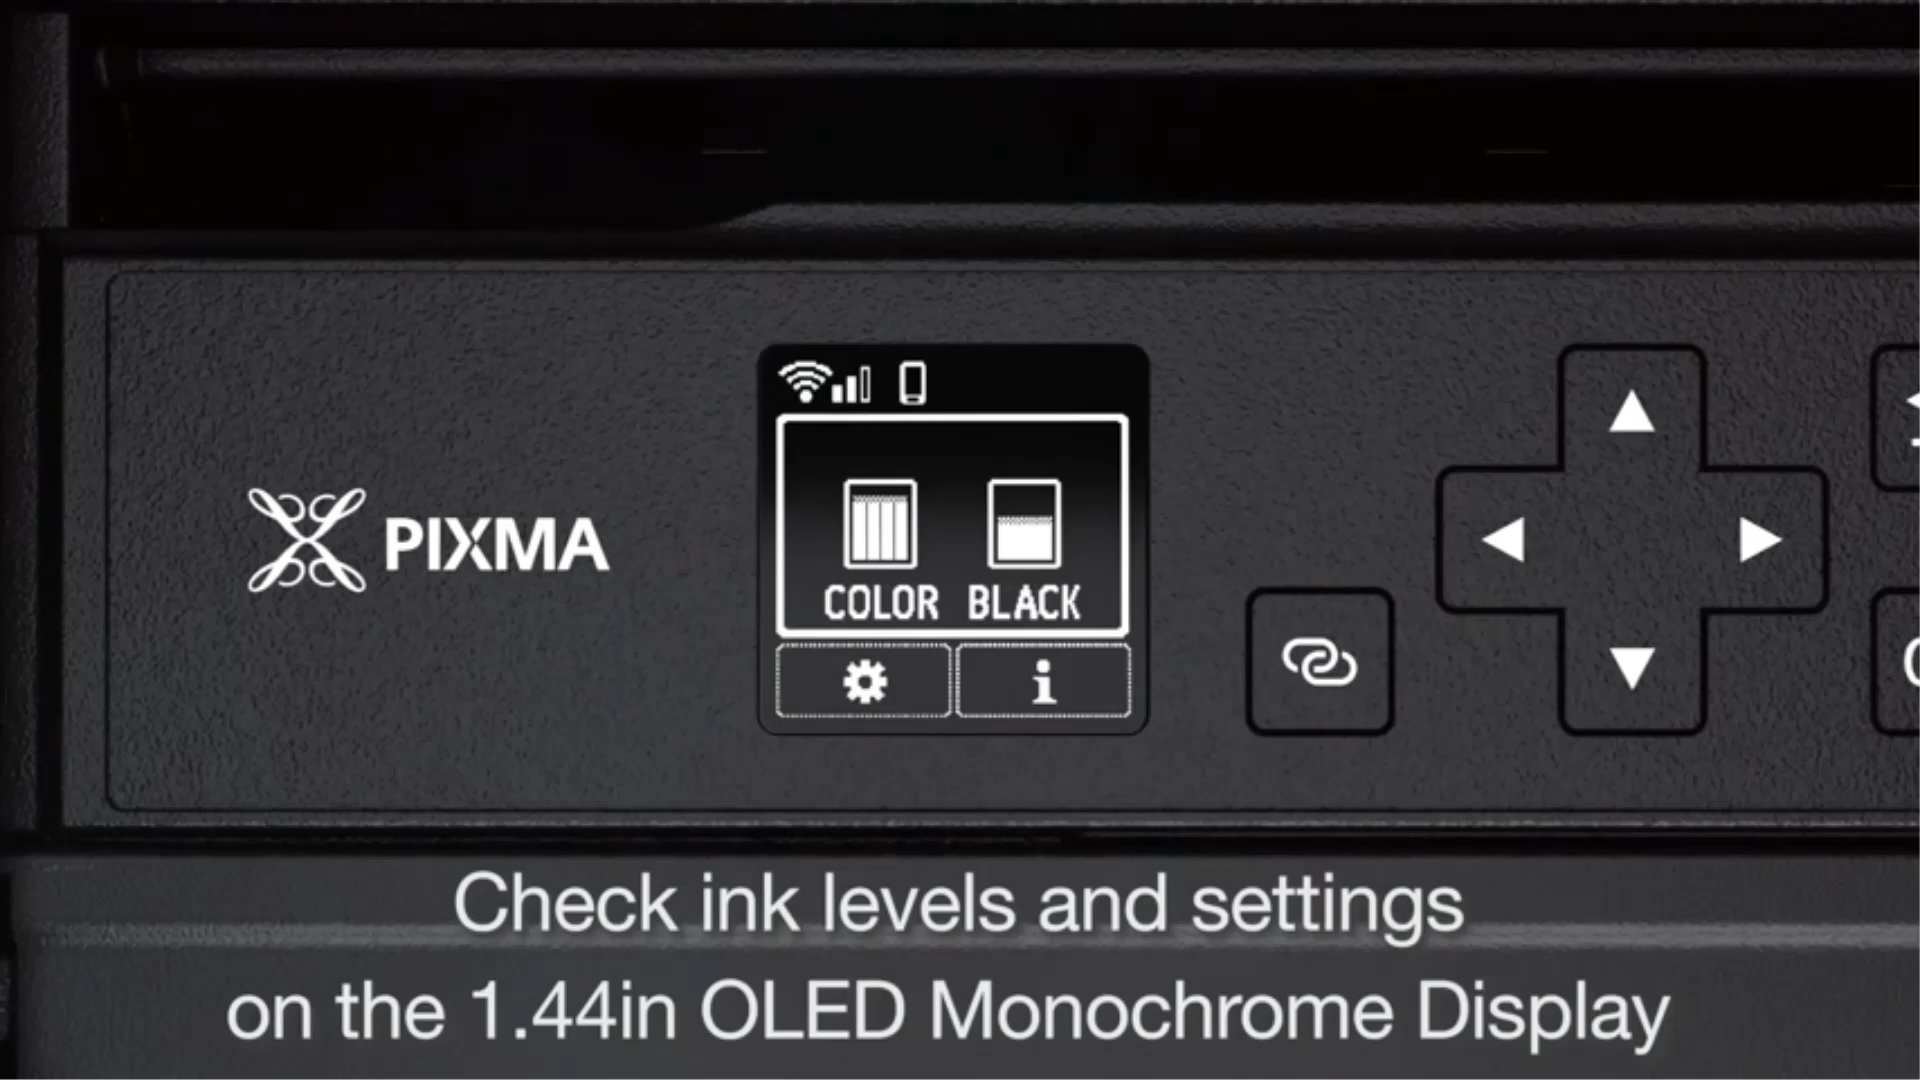 PIXMA
COLOR BLACK
i
Check ink levels and settings
on the 1.44in OLED Monochrome Display